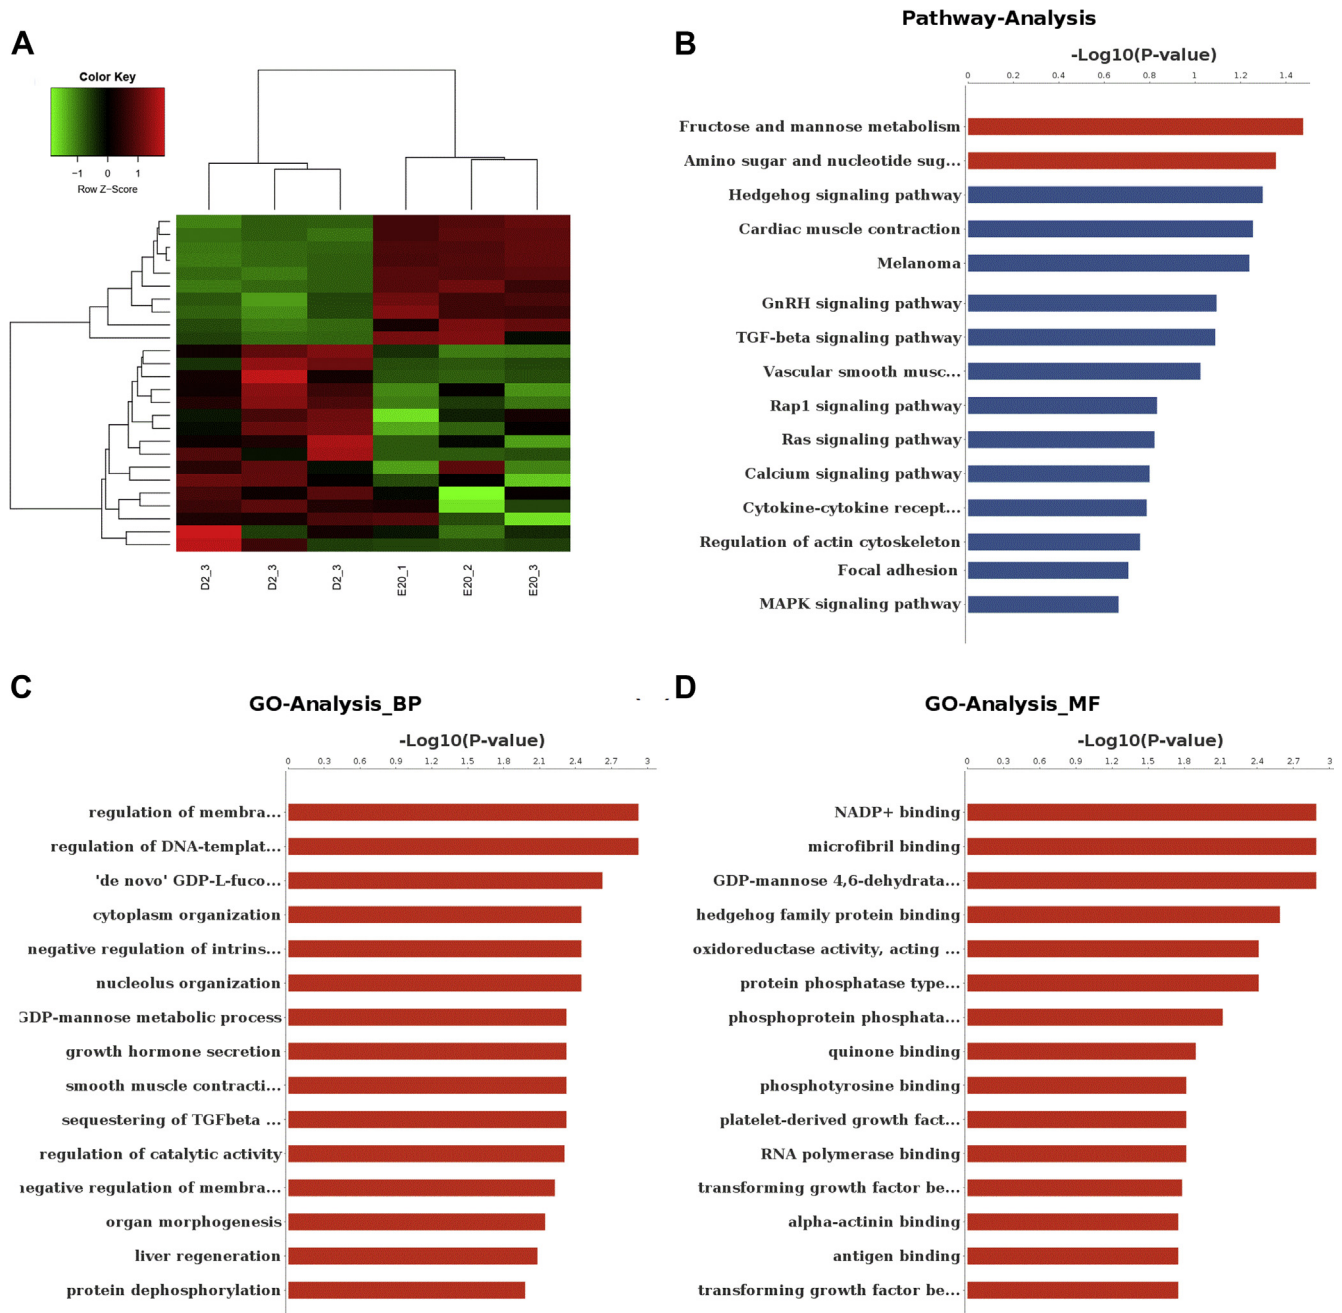 A
Color Key
−1 0 1
Row Z−Score
D2_3 D2_3 D2_3 E20_1 E20_2 E20_3
B
Pathway-Analysis
-Log10(P-value)
0 0.2 0.4 0.6 0.8 1 1.2 1.4
Fructose and mannose metabolism
Amino sugar and nucleotide sug...
Hedgehog signaling pathway
Cardiac muscle contraction
Melanoma
GnRH signaling pathway
TGF-beta signaling pathway
Vascular smooth musc...
Rap1 signaling pathway
Ras signaling pathway
Calcium signaling pathway
Cytokine-cytokine recept...
Regulation of actin cytoskeleton
Focal adhesion
MAPK signaling pathway
C
GO-Analysis_BP
-Log10(P-value)
0 0.3 0.6 0.9 1.2 1.5 1.8 2.1 2.4 2.7 3
regulation of membra...
regulation of DNA-templat...
'de novo' GDP-L-fuco...
cytoplasm organization
negative regulation of intrins...
nucleolus organization
GDP-mannose metabolic process
growth hormone secretion
smooth muscle contracti...
sequestering of TGFbeta ...
regulation of catalytic activity
negative regulation of membra...
organ morphogenesis
liver regeneration
protein dephosphorylation
D
GO-Analysis_MF
-Log10(P-value)
0 0.3 0.6 0.9 1.2 1.5 1.8 2.1 2.4 2.7 3
NADP+ binding
microfibril binding
GDP-mannose 4,6-dehydrata...
hedgehog family protein binding
oxidoreductase activity, acting ...
protein phosphatase type...
phosphoprotein phosphata...
quinone binding
phosphotyrosine binding
platelet-derived growth fact...
RNA polymerase binding
transforming growth factor be...
alpha-actinin binding
antigen binding
transforming growth factor be...